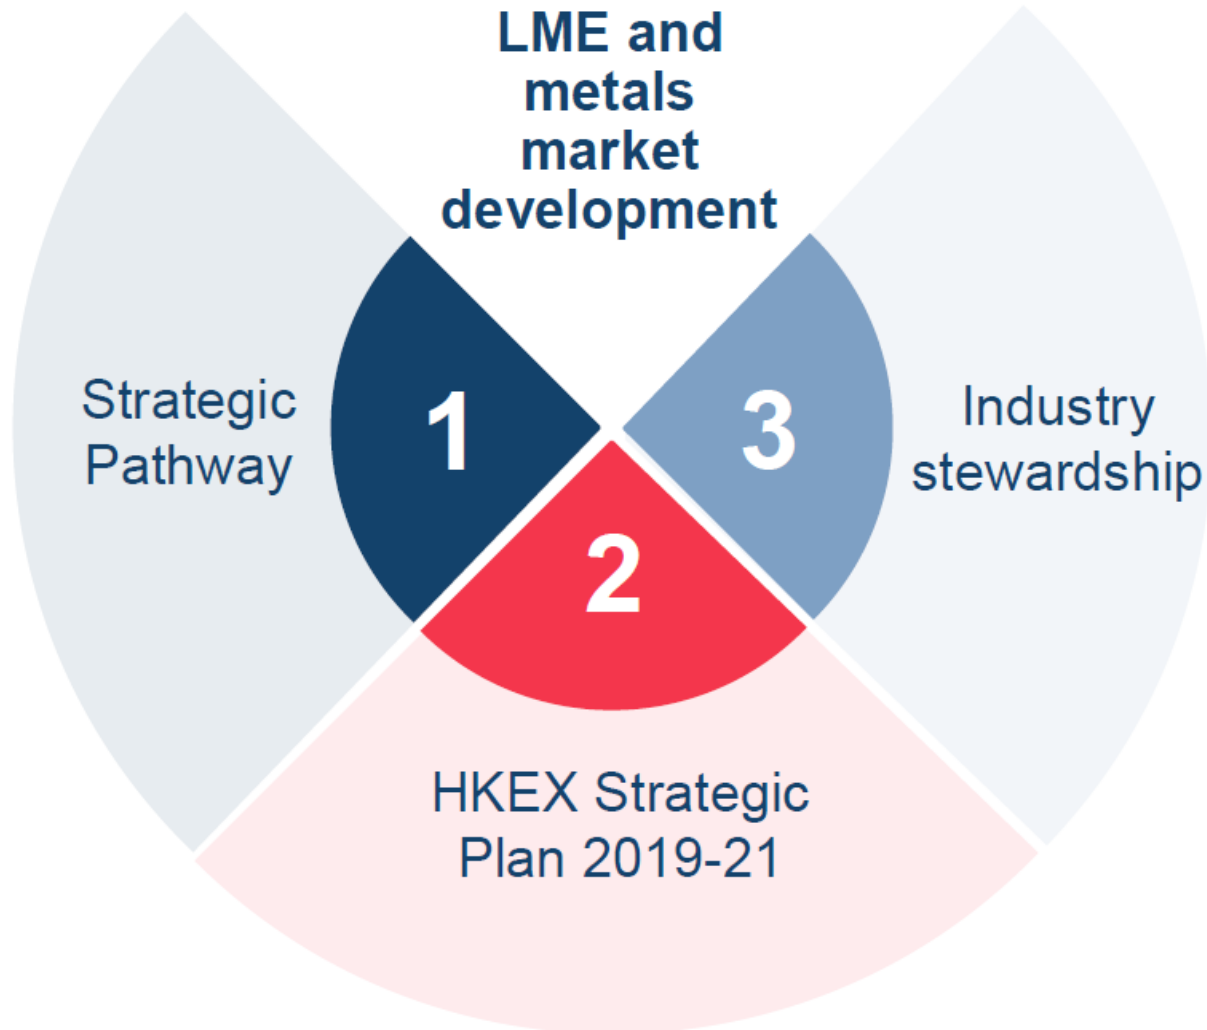 LME and
metals
market
development
1
Strategic
Pathway
2
HKEX Strategic
Plan 2019-21
3
Industry
stewardship